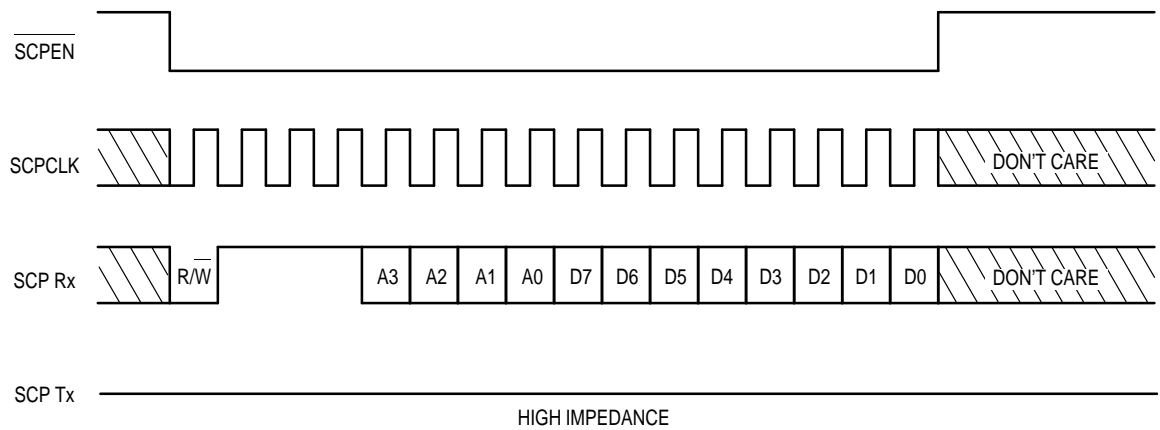 SCPEN
SCPCLK
DON'T CARE
SCP Rx
R/W
A3 A2 A1 A0 D7 D6 D5 D4 D3 D2 D1 D0
DON'T CARE
SCP Tx
HIGH IMPEDANCE